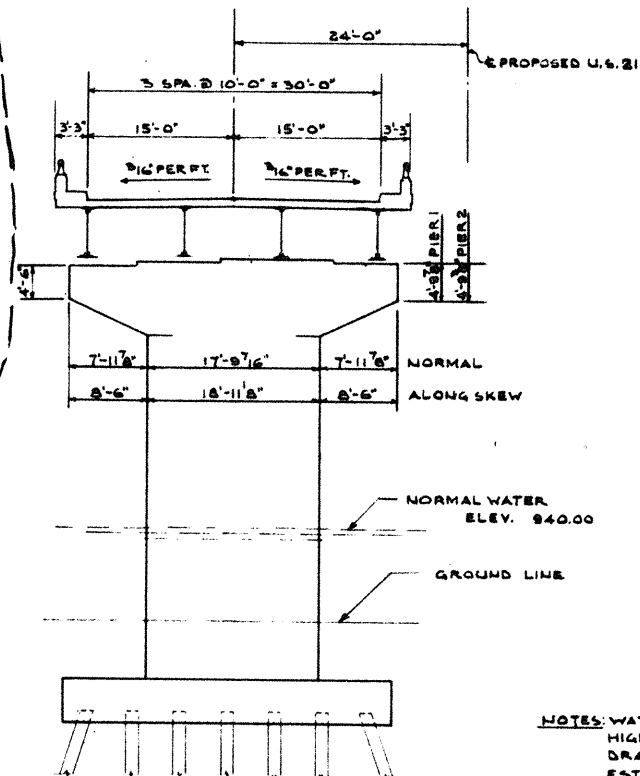 24'-0"
℄ PROPOSED U.S. 21
3 SPA. @ 10'-0" = 30'-0"
3'-3" 15'-0" 15'-0" 3'-3"
3/16" PER FT. 3/16" PER FT.
4'-6"
PIER 1
PIER 2
7'-11 7/8" 17'-9 7/16" 7'-11 7/8" NORMAL
8'-6" 18'-11 1/8" 8'-6" ALONG SKEW
NORMAL WATER
ELEV. 940.00
GROUND LINE
NOTES: WAT
HIGH
DRA
EST